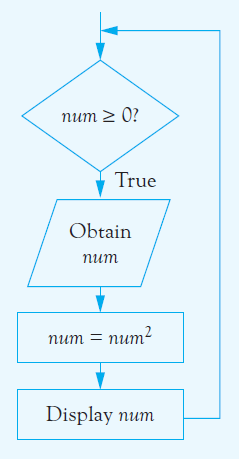 num ≥ 0?
True
Obtain
num
num = num²
Display num